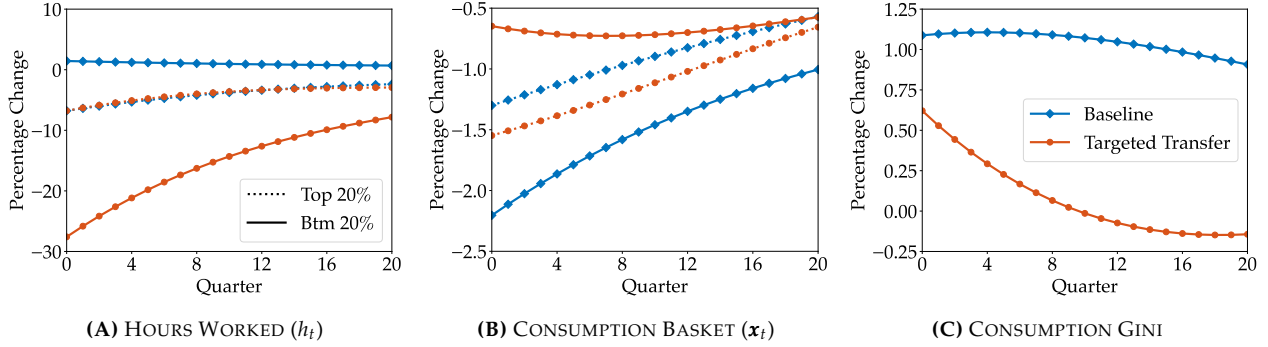 10
0
−10
−20
−30
Percentage Change
0 4 8 12 16 20
Quarter
Top 20%
Btm 20%
(A) HOURS WORKED (hₜ)
−0.5
−1.0
−1.5
−2.0
−2.5
Percentage Change
0 4 8 12 16 20
Quarter
(B) CONSUMPTION BASKET (𝒙ₜ)
1.25
1.00
0.75
0.50
0.25
0.00
−0.25
Percentage Change
0 4 8 12 16 20
Quarter
Baseline
Targeted Transfer
(C) CONSUMPTION GINI